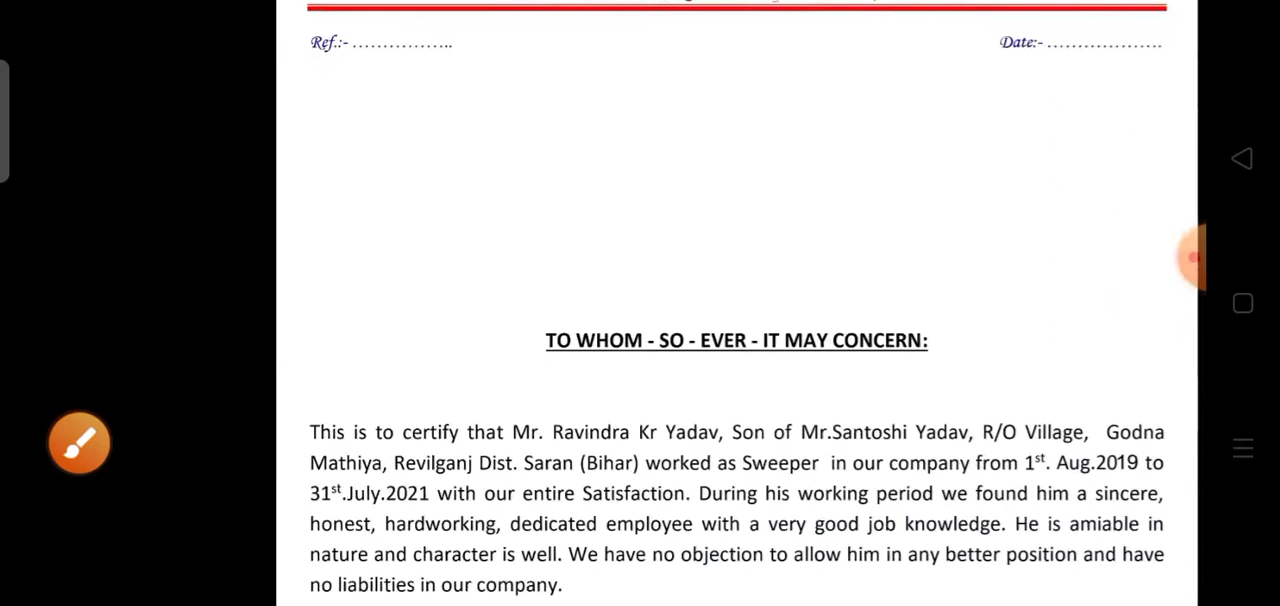 Ref.:- ................. Date:- ...................
TO WHOM - SO - EVER - IT MAY CONCERN:
This is to certify that Mr. Ravindra Kr Yadav, Son of Mr.Santoshi Yadav, R/O Village, Godna
Mathiya, Revilganj Dist. Saran (Bihar) worked as Sweeper in our company from 1st. Aug.2019 to
31st.July.2021 with our entire Satisfaction. During his working period we found him a sincere,
honest, hardworking, dedicated employee with a very good job knowledge. He is amiable in
nature and character is well. We have no objection to allow him in any better position and have
no liabilities in our company.